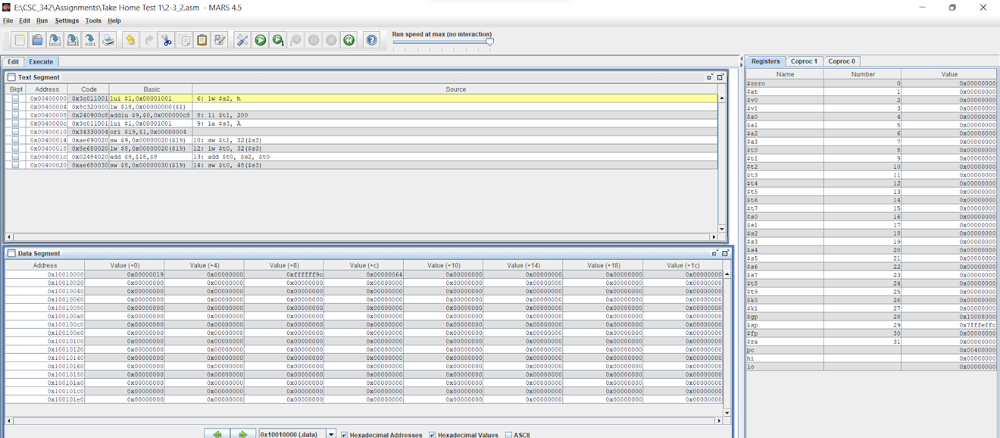 E:\CSC_342\Assignments\Take Home Test 1\2-3_2.asm - MARS 4.5
File Edit Run Settings Tools Help
Run speed at max (no interaction)
Edit Execute
Text Segment
Bkpt Address Code Basic Source
0x00400000 0x3c011001 lui $1,0x00001001 6: lw $s2, h
0x00400004 0x8c320000 lw $18,0x00000000($1)
0x00400008 0x240900c8 addiu $9,$0,0x000000c8 8: li $t1, 200
0x0040000c 0x3c011001 lui $1,0x00001001 9: la $s3, A
0x00400010 0x34330004 ori $19,$1,0x00000004
0x00400014 0xae690020 sw $9,0x00000020($19) 10: sw $t1, 32($s3)
0x00400018 0x8e680020 lw $8,0x00000020($19) 12: lw $t0, 32($s3)
0x0040001c 0x02484020 add $8,$18,$8 13: add $t0, $s2, $t0
0x00400020 0xae680030 sw $8,0x00000030($19) 14: sw $t0, 48($s3)
Data Segment
Address Value (+0) Value (+4) Value (+8) Value (+c) Value (+10) Value (+14) Value (+18) Value (+1c)
0x10010000 0x00000019 0x00000000 0xffffff9c 0x00000064 0x00000000 0x00000000 0x00000000 0x00000000
0x10010020 0x00000000 0x00000000 0x00000000 0x00000000 0x00000000 0x00000000 0x00000000 0x00000000
0x10010040 0x00000000 0x00000000 0x00000000 0x00000000 0x00000000 0x00000000 0x00000000 0x00000000
0x10010060 0x00000000 0x00000000 0x00000000 0x00000000 0x00000000 0x00000000 0x00000000 0x00000000
0x10010080 0x00000000 0x00000000 0x00000000 0x00000000 0x00000000 0x00000000 0x00000000 0x00000000
0x100100a0 0x00000000 0x00000000 0x00000000 0x00000000 0x00000000 0x00000000 0x00000000 0x00000000
0x100100c0 0x00000000 0x00000000 0x00000000 0x00000000 0x00000000 0x00000000 0x00000000 0x00000000
0x100100e0 0x00000000 0x00000000 0x00000000 0x00000000 0x00000000 0x00000000 0x00000000 0x00000000
0x10010100 0x00000000 0x00000000 0x00000000 0x00000000 0x00000000 0x00000000 0x00000000 0x00000000
0x10010120 0x00000000 0x00000000 0x00000000 0x00000000 0x00000000 0x00000000 0x00000000 0x00000000
0x10010140 0x00000000 0x00000000 0x00000000 0x00000000 0x00000000 0x00000000 0x00000000 0x00000000
0x10010160 0x00000000 0x00000000 0x00000000 0x00000000 0x00000000 0x00000000 0x00000000 0x00000000
0x10010180 0x00000000 0x00000000 0x00000000 0x00000000 0x00000000 0x00000000 0x00000000 0x00000000
0x100101a0 0x00000000 0x00000000 0x00000000 0x00000000 0x00000000 0x00000000 0x00000000 0x00000000
0x100101c0 0x00000000 0x00000000 0x00000000 0x00000000 0x00000000 0x00000000 0x00000000 0x00000000
0x100101e0 0x00000000 0x00000000 0x00000000 0x00000000 0x00000000 0x00000000 0x00000000 0x00000000
0x10010000 (.data) Hexadecimal Addresses Hexadecimal Values ASCII
Registers Coproc 1 Coproc 0
Name Number Value
$zero 0 0x00000000
$at 1 0x00000000
$v0 2 0x00000000
$v1 3 0x00000000
$a0 4 0x00000000
$a1 5 0x00000000
$a2 6 0x00000000
$a3 7 0x00000000
$t0 8 0x00000000
$t1 9 0x00000000
$t2 10 0x00000000
$t3 11 0x00000000
$t4 12 0x00000000
$t5 13 0x00000000
$t6 14 0x00000000
$t7 15 0x00000000
$s0 16 0x00000000
$s1 17 0x00000000
$s2 18 0x00000000
$s3 19 0x00000000
$s4 20 0x00000000
$s5 21 0x00000000
$s6 22 0x00000000
$s7 23 0x00000000
$t8 24 0x00000000
$t9 25 0x00000000
$k0 26 0x00000000
$k1 27 0x00000000
$gp 28 0x10008000
$sp 29 0x7fffeffc
$fp 30 0x00000000
$ra 31 0x00000000
pc 0x00400000
hi 0x00000000
lo 0x00000000